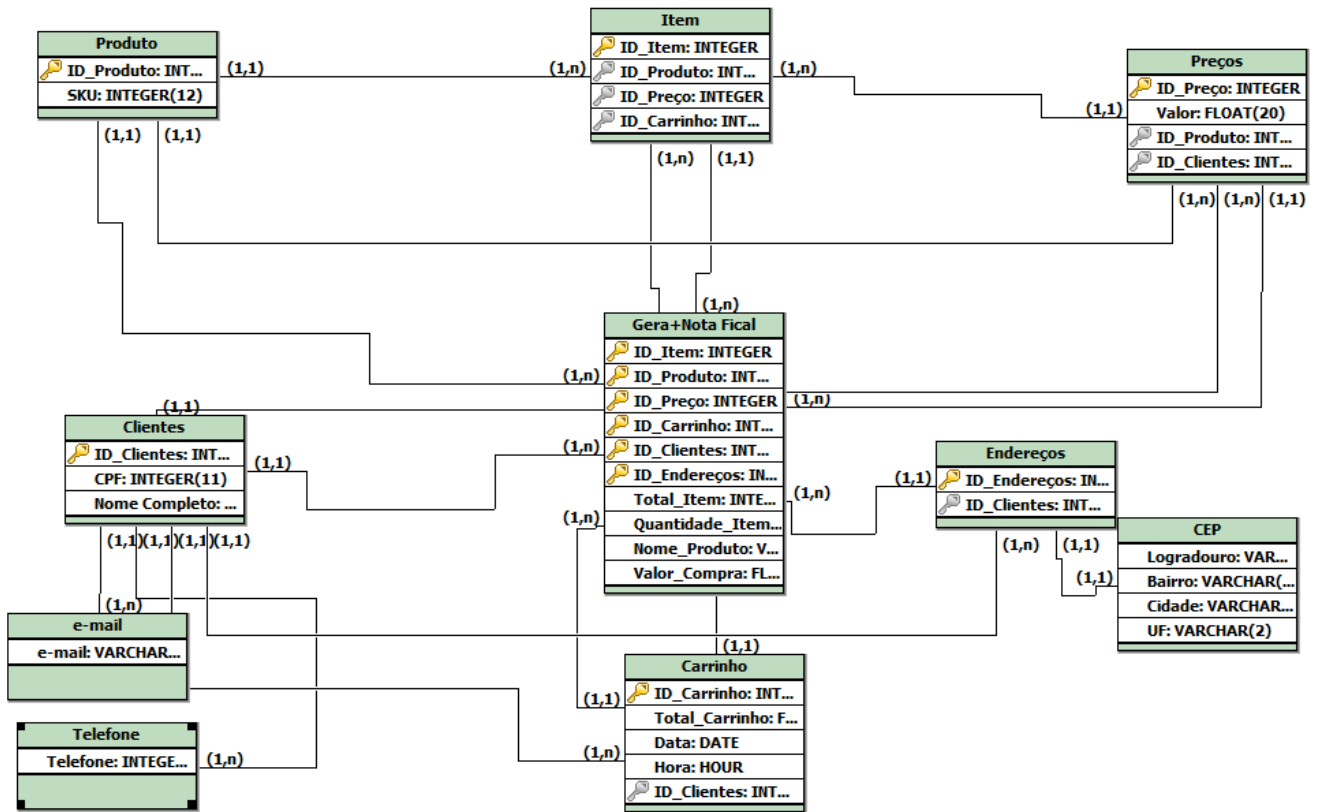 Produto
ID_Produto: INT...
SKU: INTEGER(12)
(1,1)
(1,1)
(1,1)
Item
ID_Item: INTEGER
ID_Produto: INT...
ID_Preço: INTEGER
ID_Carrinho: INT...
(1,n)
(1,n)
(1,n)
(1,1)
Preços
ID_Preço: INTEGER
Valor: FLOAT(20)
ID_Produto: INT...
ID_Clientes: INT...
(1,1)
(1,n)
(1,n)
(1,1)
(1,n)
Gera+Nota Fical
ID_Item: INTEGER
ID_Produto: INT...
ID_Preço: INTEGER
ID_Carrinho: INT...
ID_Clientes: INT...
ID_Endereços: IN...
Total_Item: INTE...
Quantidade_Item...
Nome_Produto: V...
Valor_Compra: FL...
(1,n)
(1,n)
(1,n)
(1,n)
(1,n)
(1,1)
Clientes
ID_Clientes: INT...
CPF: INTEGER(11)
Nome Completo: ...
(1,1)
(1,1)(1,1)(1,1)(1,1)
Endereços
ID_Endereços: IN...
ID_Clientes: INT...
(1,1)
(1,n)
(1,1)
CEP
Logradouro: VAR...
Bairro: VARCHAR(...
Cidade: VARCHAR...
UF: VARCHAR(2)
(1,1)
(1,n)
e-mail
e-mail: VARCHAR...
Telefone
Telefone: INTEGE...
(1,n)
(1,1)
Carrinho
ID_Carrinho: INT...
Total_Carrinho: F...
Data: DATE
Hora: HOUR
ID_Clientes: INT...
(1,1)
(1,n)